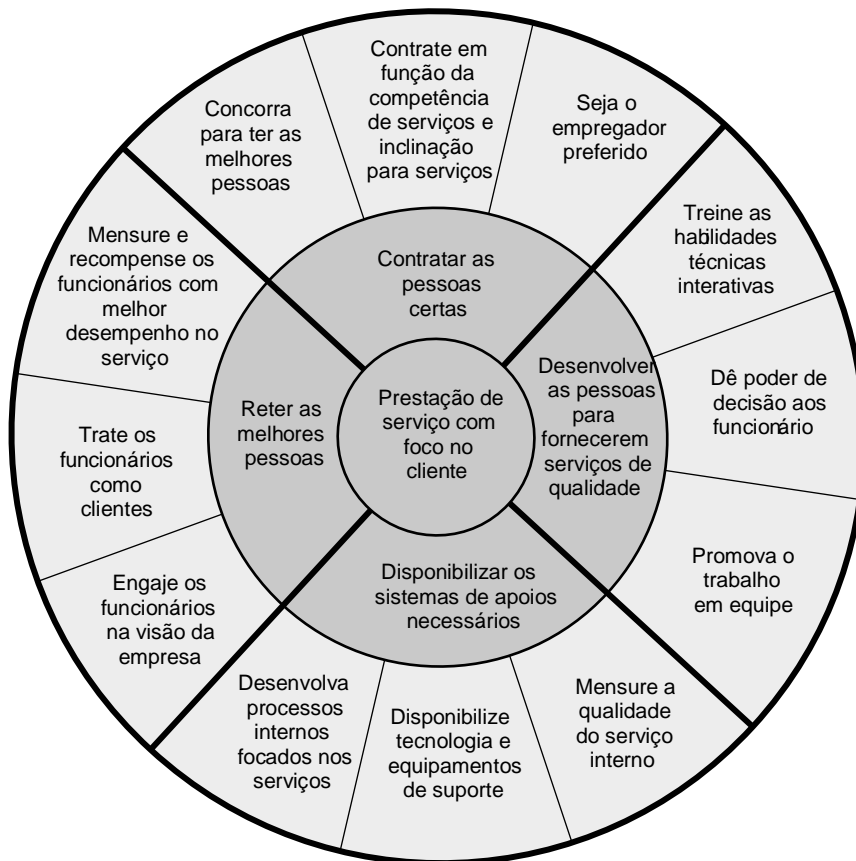 Concorra
para ter as
melhores
pessoas
Contrate em
função da
competência
de serviços e
inclinação
para serviços
Seja o
empregador
preferido
Treine as
habilidades
técnicas
interativas
Dê poder de
decisão aos
funcionário
Promova o
trabalho
em equipe
Mensure a
qualidade
do serviço
interno
Disponibilize
tecnologia e
equipamentos
de suporte
Desenvolva
processos
internos
focados nos
serviços
Engaje os
funcionários
na visão da
empresa
Trate os
funcionários
como
clientes
Mensure e
recompense os
funcionários com
melhor
desempenho no
serviço
Contratar as
pessoas
certas
Desenvolver
as pessoas
para
fornecerem
serviços de
qualidade
Disponibilizar os
sistemas de apoios
necessários
Reter as
melhores
pessoas
Prestação de
serviço com
foco no
cliente